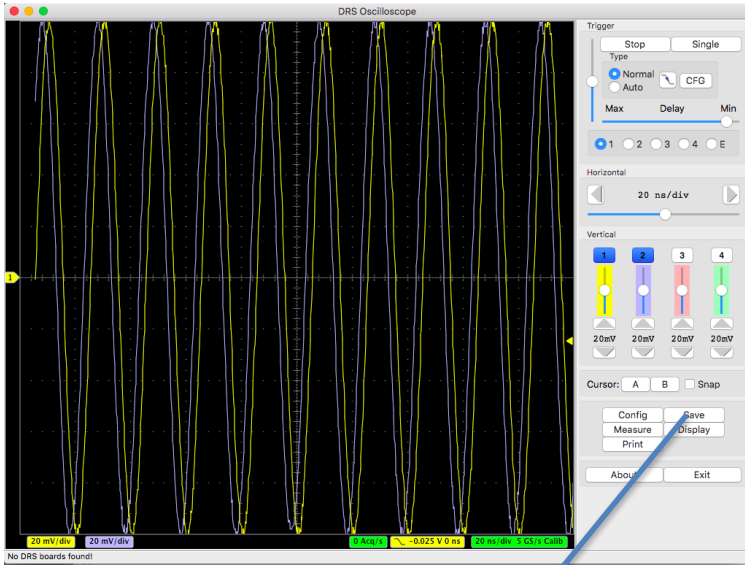 DRS Oscilloscope
Trigger
Stop Single
Type
Normal
Auto
CFG
Max Delay Min
1 2 3 4 E
Horizontal
20 ns/div
Vertical
1 2 3 4
20mV 20mV 20mV 20mV
Cursor: A B Snap
Config Save
Measure Display
Print
About Exit
1
20 mV/div 20 mV/div 0 Acq/s -0.025 V 0 ns 20 ns/div 5 GS/s Calib
No DRS boards found!